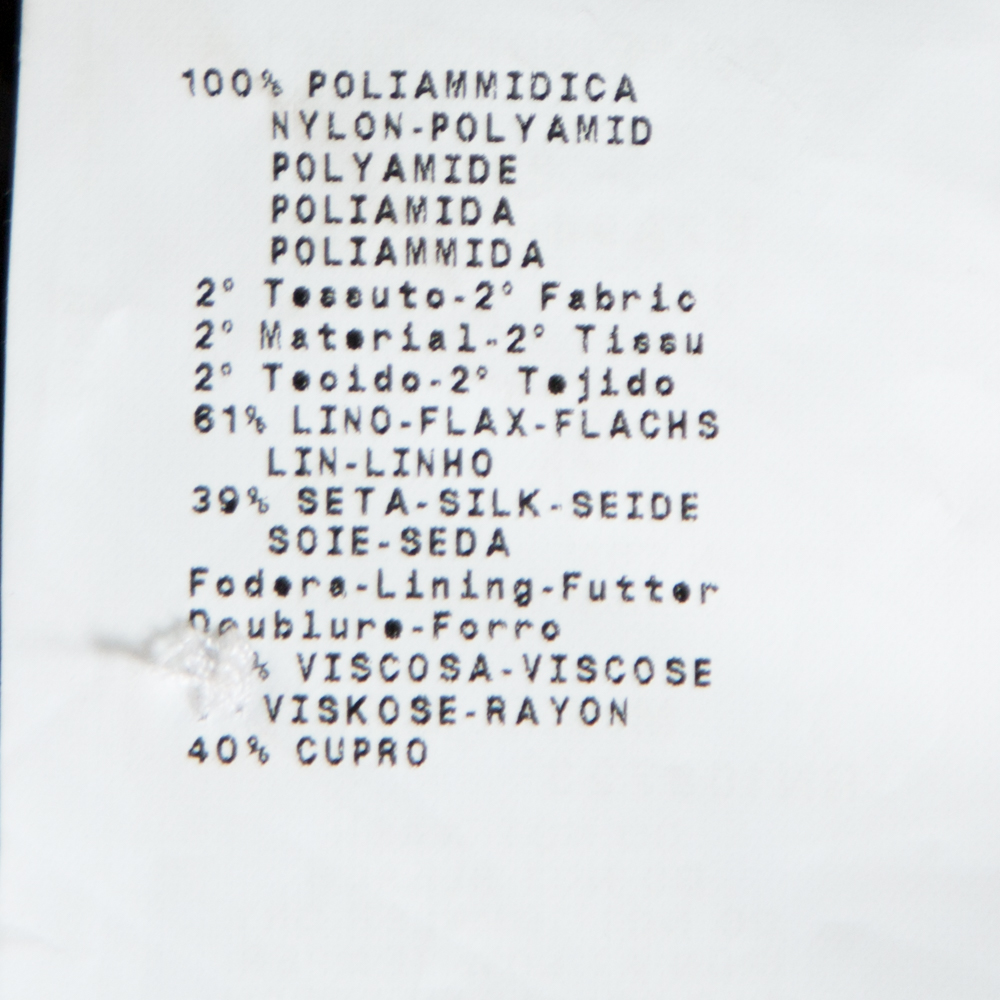 100% POLIAMMIDICA
NYLON-POLYAMID
POLYAMIDE
POLIAMIDA
POLIAMMIDA
2° Tessuto-2° Fabric
2° Material-2° Tissu
2° Tecido-2° Tejido
61% LINO-FLAX-FLACHS
LIN-LINHO
39% SETA-SILK-SEIDE
SOIE-SEDA
Fodera-Lining-Futter
Doublure-Forro
% VISCOSA-VISCOSE
VISKOSE-RAYON
40% CUPRO